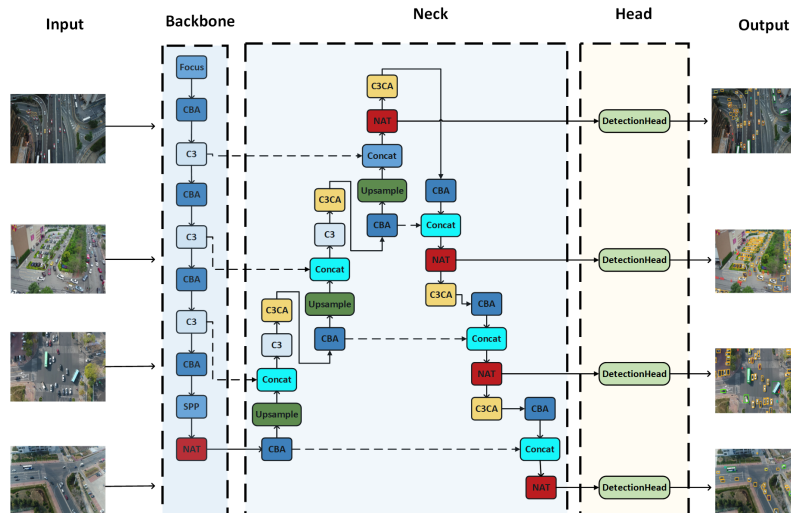 Input
Backbone
Neck
Head
Output
Focus
CBA
C3
CBA
C3
CBA
C3
CBA
SPP
NAT
CBA
Upsample
Concat
C3
C3CA
CBA
Upsample
Concat
C3
C3CA
CBA
Upsample
Concat
NAT
C3CA
CBA
Concat
NAT
C3CA
CBA
Concat
NAT
C3CA
CBA
Concat
NAT
DetectionHead
DetectionHead
DetectionHead
DetectionHead